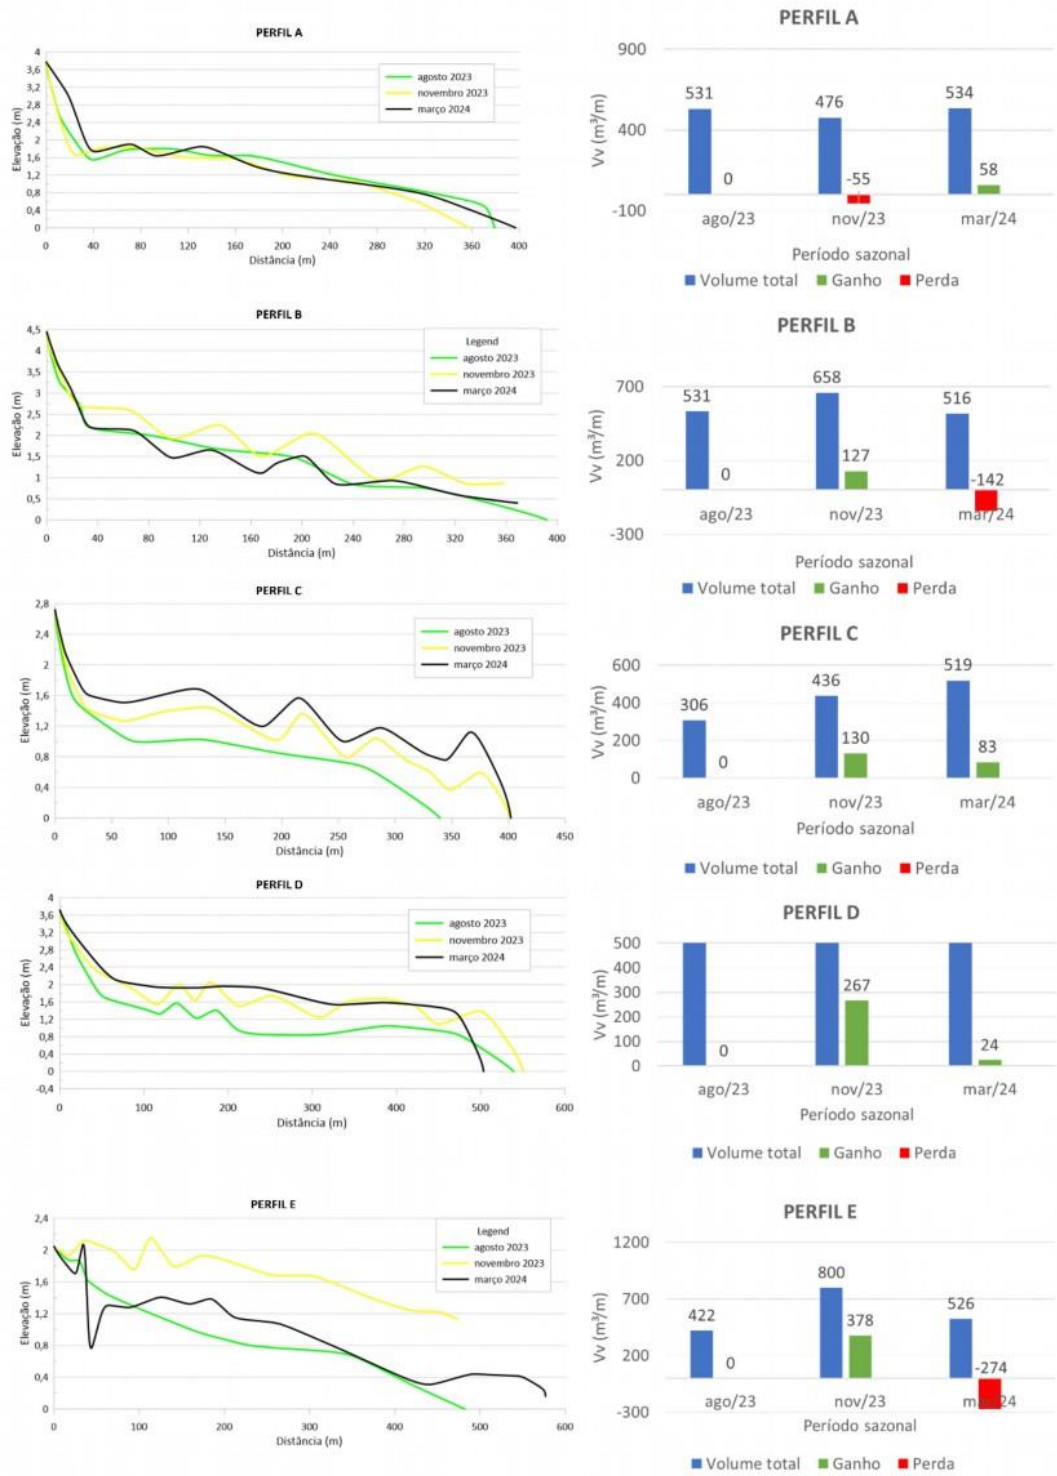 PERFIL A
Elevação (m)
4
3,6
3,2
2,8
2,4
2
1,6
1,2
0,8
0,4
0
agosto 2023
novembro 2023
março 2024
0 40 80 120 160 200 240 280 320 360 400
Distância (m)
PERFIL A
Vv (m³/m)
900
400
-100
531 0 476 -55 534 58
ago/23 nov/23 mar/24
Período sazonal
Volume total Ganho Perda
PERFIL B
Elevação (m)
4,5
4
3,5
3
2,5
2
1,5
1
0,5
0
Legend
agosto 2023
novembro 2023
março 2024
0 40 80 120 160 200 240 280 320 360 400
Distância (m)
PERFIL B
Vv (m³/m)
700
200
-300
531 0 658 127 516 -142
ago/23 nov/23 mar/24
Período sazonal
Volume total Ganho Perda
PERFIL C
Elevação (m)
2,8
2,4
2
1,6
1,2
0,8
0,4
0
agosto 2023
novembro 2023
março 2024
0 50 100 150 200 250 300 350 400 450
Distância (m)
PERFIL C
Vv (m³/m)
600
400
200
0
306 0 436 130 519 83
ago/23 nov/23 mar/24
Período sazonal
Volume total Ganho Perda
PERFIL D
Elevação (m)
4
3,6
3,2
2,8
2,4
2
1,6
1,2
0,8
0,4
0
-0,4
agosto 2023
novembro 2023
março 2024
0 100 200 300 400 500 600
Distância (m)
PERFIL D
Vv (m³/m)
500
400
300
200
100
0
0 267 24
ago/23 nov/23 mar/24
Período sazonal
Volume total Ganho Perda
PERFIL E
Elevação (m)
2,4
2
1,6
1,2
0,8
0,4
0
Legend
agosto 2023
novembro 2023
março 2024
0 100 200 300 400 500 600
Distância (m)
PERFIL E
Vv (m³/m)
1200
700
200
-300
422 0 800 378 526 -274
ago/23 nov/23 mar/24
Período sazonal
Volume total Ganho Perda